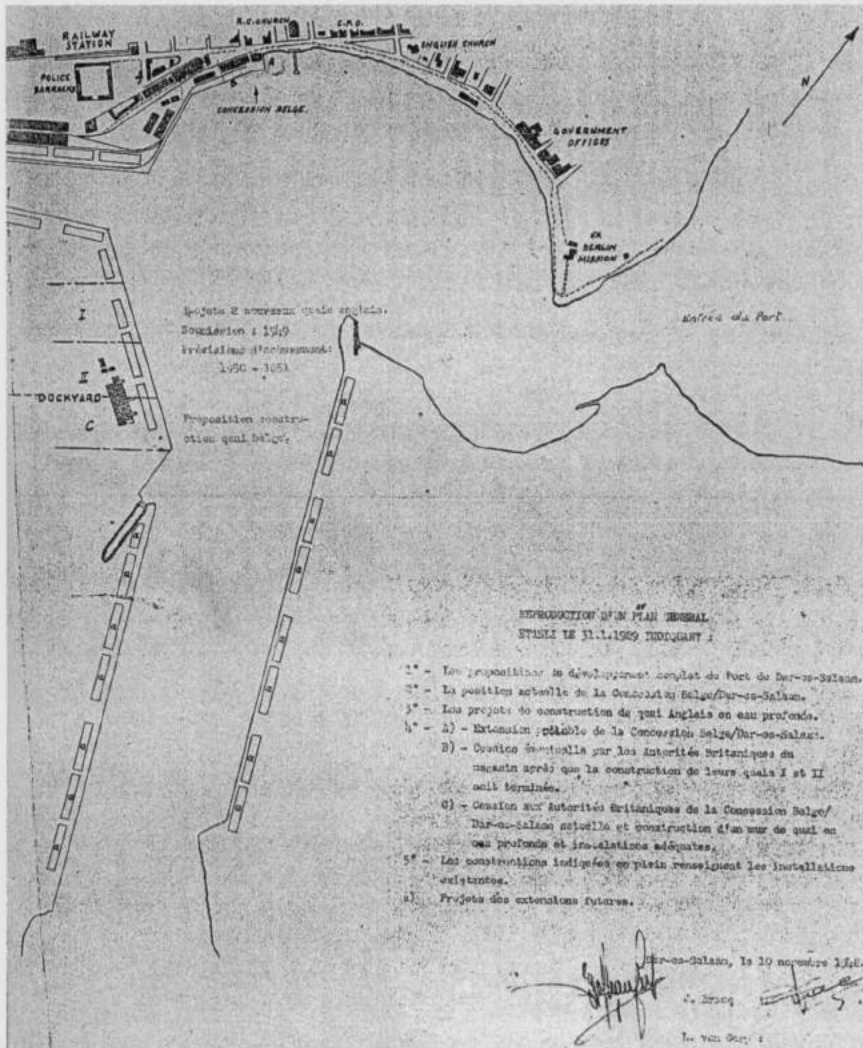 RAILWAY
STATION
R.C. CHURCH
G.P.O.
ENGLISH CHURCH
POLICE
BARRACKS
A
B
CONCESSION BELGE.
N
GOVERNMENT
OFFICES
EX
BERLIN
MISSION
Entrée du Port.
I
II
DOCKYARD
C
Projets 2 nouveaux quais anglais.
Soumission : 1949
Prévisions d'achèvement:
1950 - 1951
Proposition constru-
ction quai belge.
REPRODUCTION D'UN PLAN GENERAL
ETABLI LE 31.1.1929 INDIQUANT :
1° - Les propositions de développement complet du Port de Dar-es-Salaam.
2° - La position actuelle de la Concession Belge/Dar-es-Salaam.
3° - Les projets de construction de quai Anglais en eau profonde.
4° - A) - Extension possible de la Concession Belge/Dar-es-Salaam.
B) - Cession éventuelle par les Autorités Britaniques du
magasin après que la construction de leurs quais I et II
soit terminée.
C) - Cession aux Autorités Britaniques de la Concession Belge/
Dar-es-Salaam actuelle et construction d'un mur de quai en
eau profonde et installations adéquates.
5° - Les constructions indiquées en plein renseignent les installations
existantes.
a) Projets des extensions futures.
Dar-es-Salaam, le 10 novembre
J. Bracq
L. van